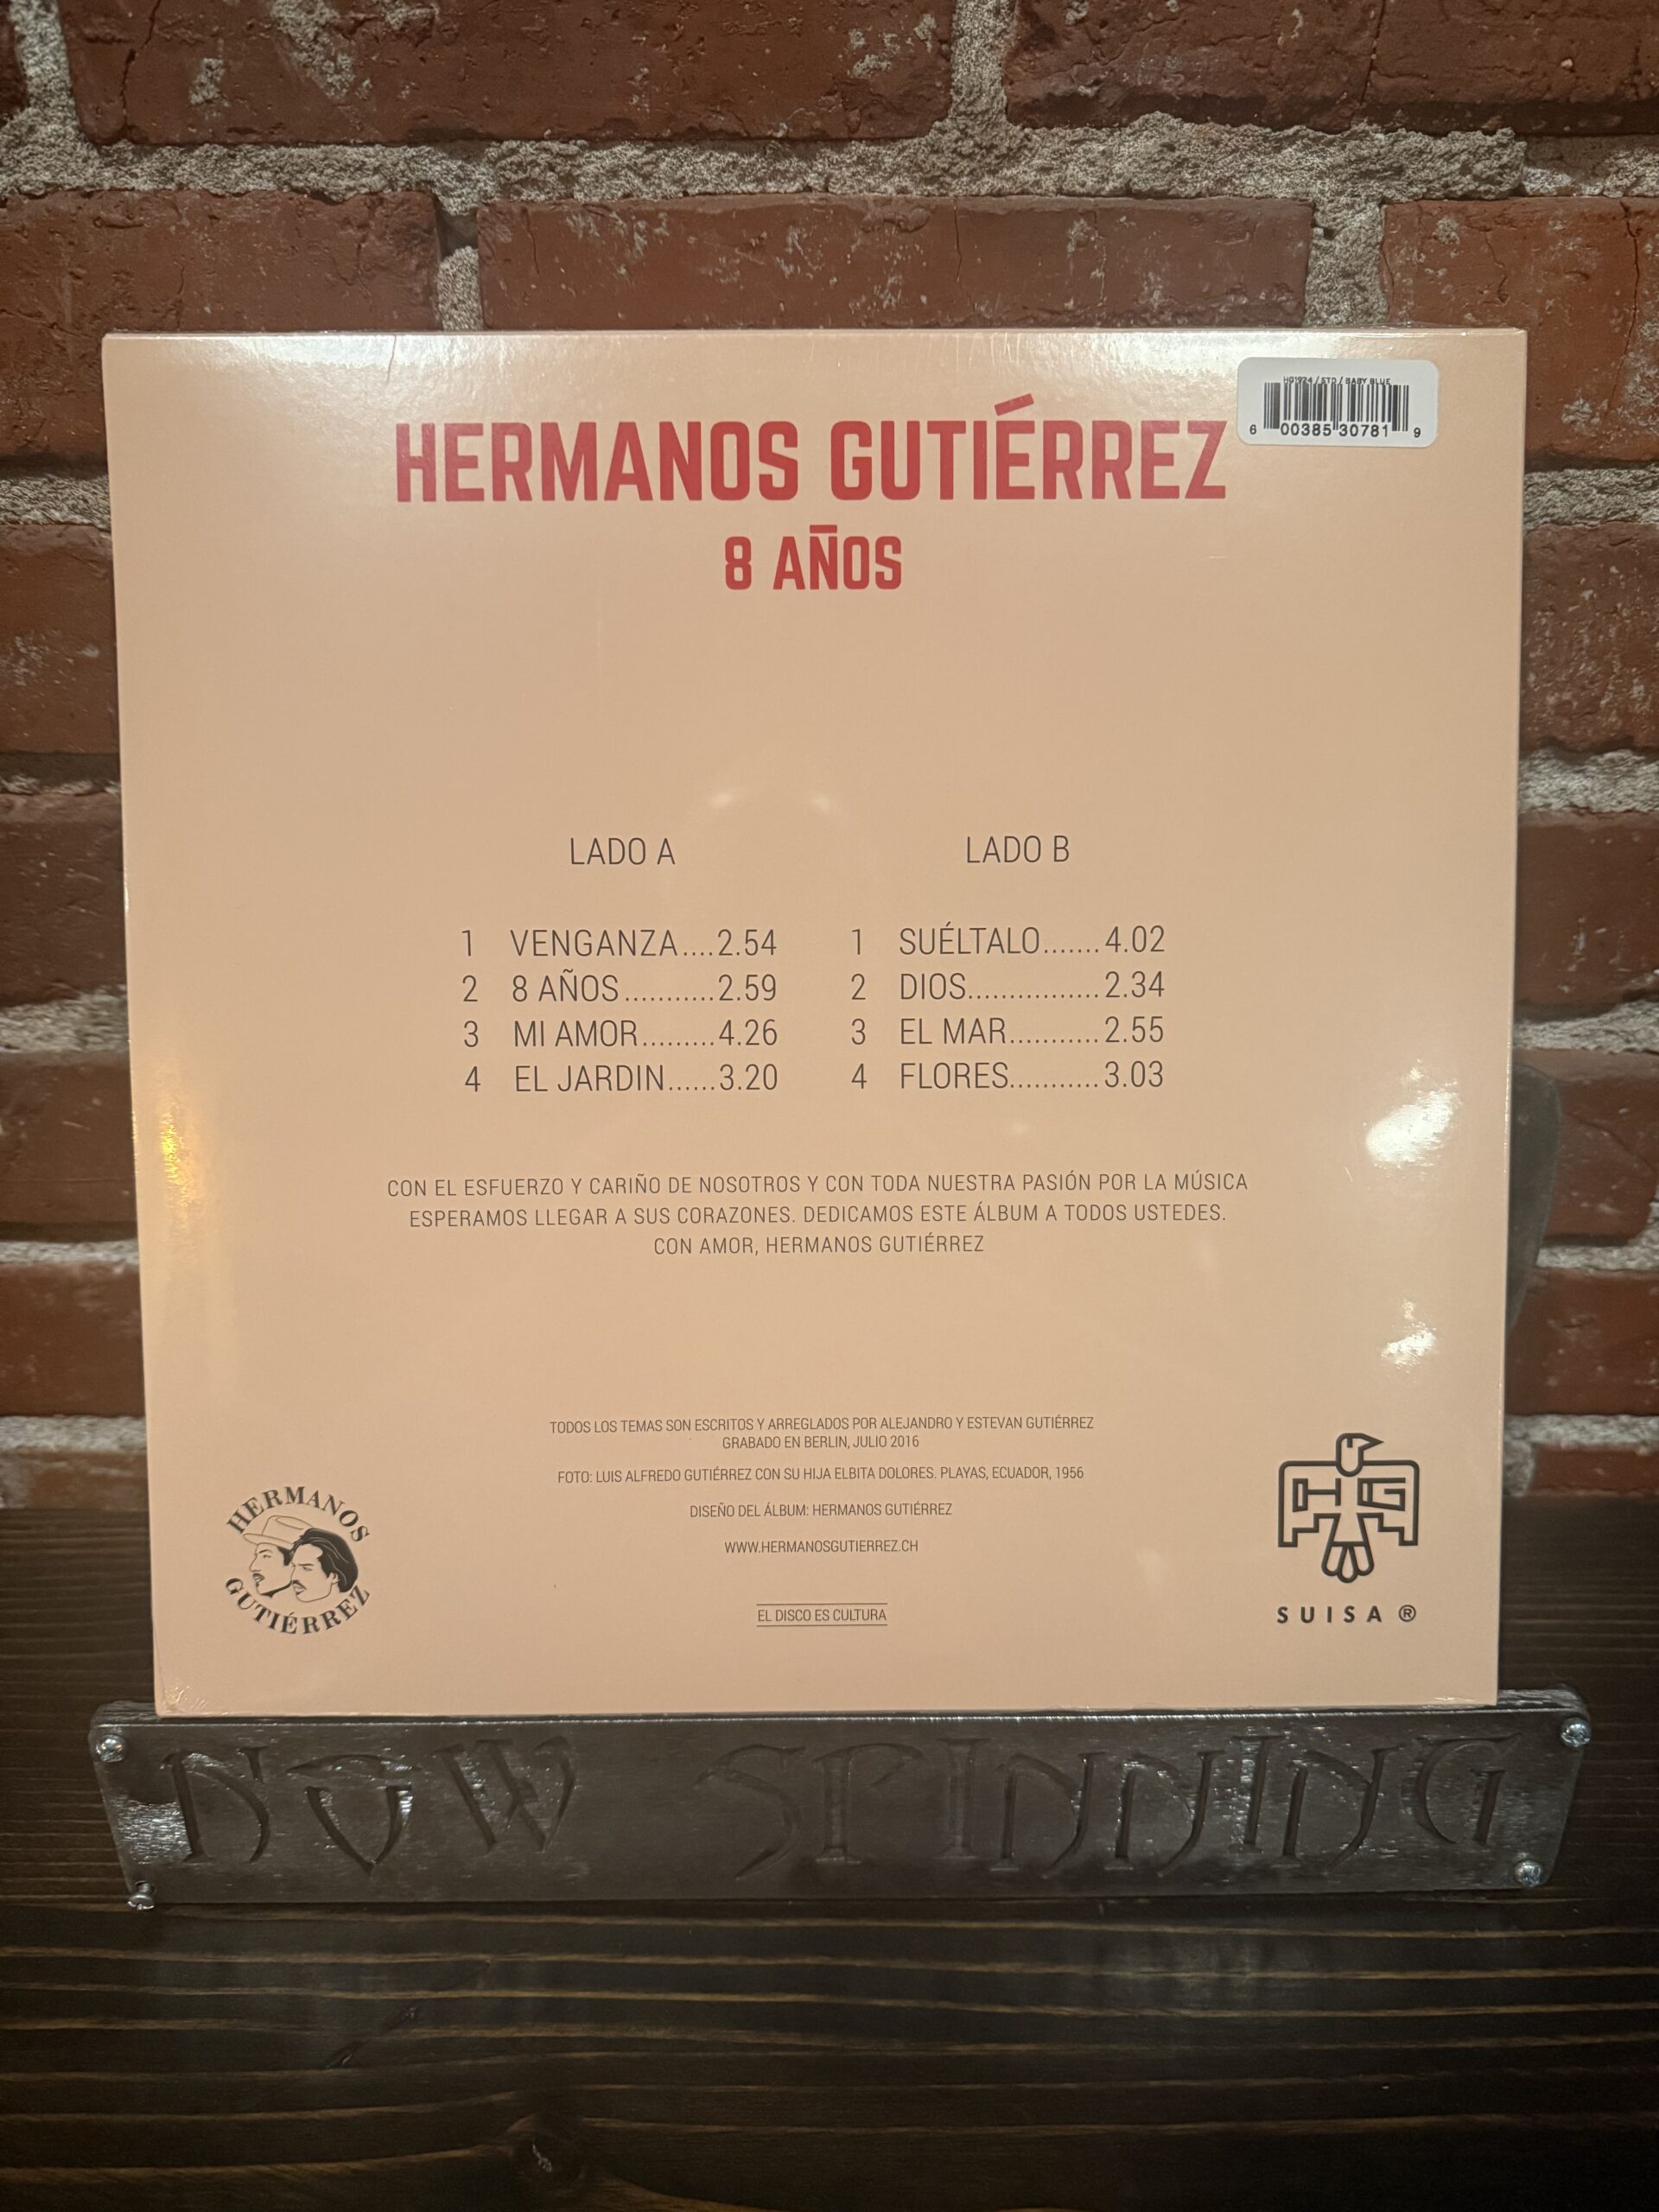 HG1924 / STD / BABY BLUE
6 00385 30781 9
HERMANOS GUTIÉRREZ
8 AÑOS
LADO A
1 VENGANZA....2.54
2 8 AÑOS...........2.59
3 MI AMOR.........4.26
4 EL JARDIN......3.20
LADO B
1 SUÉLTALO.......4.02
2 DIOS................2.34
3 EL MAR...........2.55
4 FLORES...........3.03
CON EL ESFUERZO Y CARIÑO DE NOSOTROS Y CON TODA NUESTRA PASIÓN POR LA MÚSICA
ESPERAMOS LLEGAR A SUS CORAZONES. DEDICAMOS ESTE ÁLBUM A TODOS USTEDES.
CON AMOR, HERMANOS GUTIÉRREZ
TODOS LOS TEMAS SON ESCRITOS Y ARREGLADOS POR ALEJANDRO Y ESTEVAN GUTIÉRREZ
GRABADO EN BERLIN, JULIO 2016
FOTO: LUIS ALFREDO GUTIÉRREZ CON SU HIJA ELBITA DOLORES. PLAYAS, ECUADOR, 1956
DISEÑO DEL ÁLBUM: HERMANOS GUTIÉRREZ
WWW.HERMANOSGUTIERREZ.CH
EL DISCO ES CULTURA
HERMANOS
GUTIÉRREZ
HG
SUISA ®
NOW SPINNING